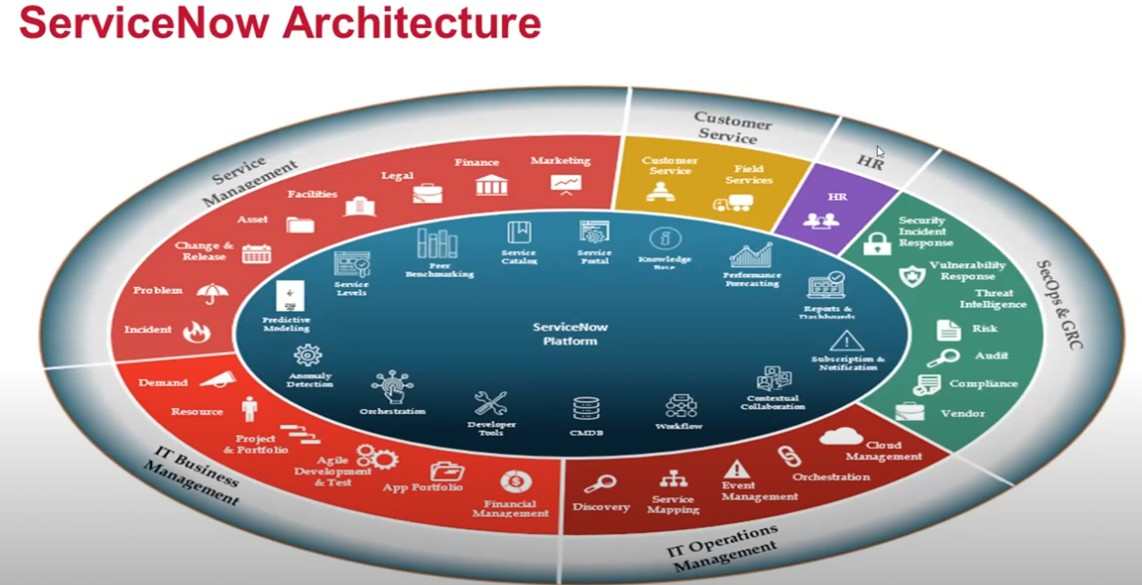 ServiceNow Architecture
Service
Management
Customer
Service
HR
SecOps & GRC
IT Operations
Management
IT Business
Management
Incident
Problem
Change &
Release
Asset
Facilities
Legal
Finance
Marketing
Customer
Service
Field
Services
HR
Security
Incident
Response
Vulnerability
Response
Threat
Intelligence
Risk
Audit
Compliance
Vendor
Cloud
Management
Orchestration
Event
Management
Service
Mapping
Discovery
Financial
Management
App Portfolio
Agile
Development
& Test
Project
& Portfolio
Resource
Demand
Predictive
Modeling
Service
Levels
Peer
Benchmarking
Service
Catalog
Service
Portal
Knowledge
Base
Performance
Forecasting
Reports &
Dashboards
Subscription &
Notification
Contextual
Collaboration
Workflow
CMDB
Developer
Tools
Orchestration
Anomaly
Detection
ServiceNow
Platform